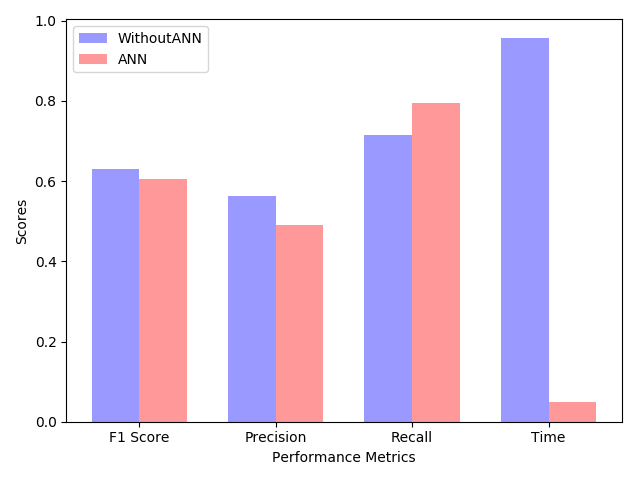 WithoutANN
ANN
1.0
0.8
0.6
0.4
0.2
0.0
Scores
F1 Score Precision Recall Time
Performance Metrics